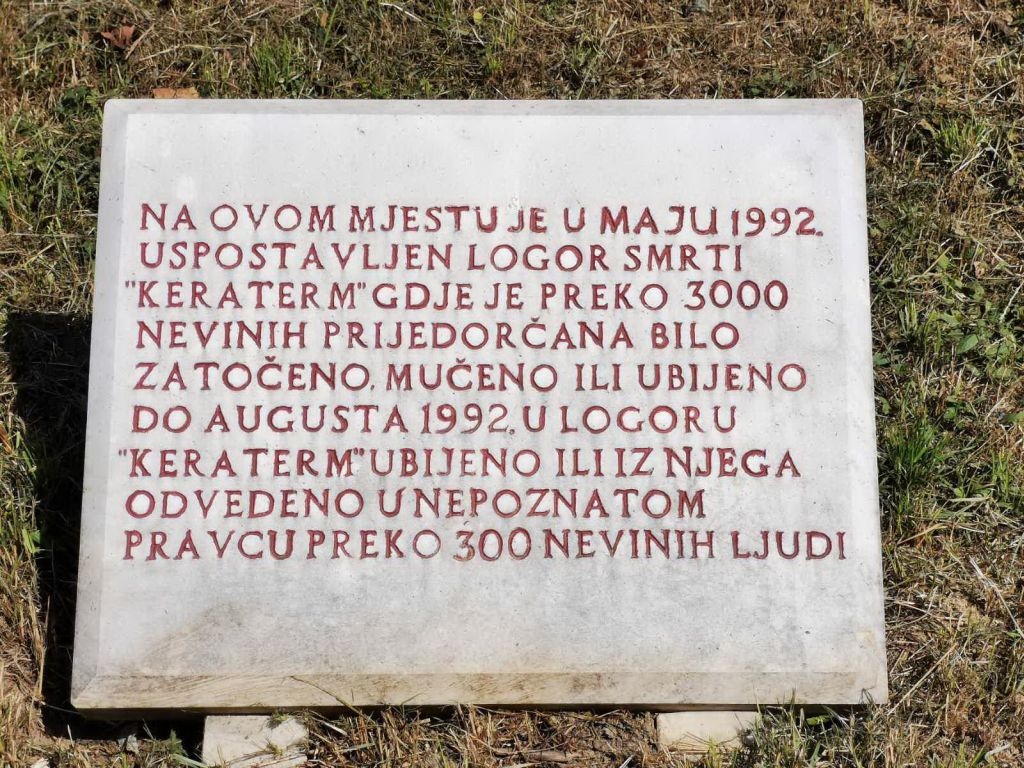 NA OVOM MJESTU JE U MAJU 1992.
USPOSTAVLJEN LOGOR SMRTI
"KERATERM" GDJE JE PREKO 3000
NEVINIH PRIJEDORČANA BILO
ZATOČENO, MUČENO ILI UBIJENO
DO AUGUSTA 1992. U LOGORU
"KERATERM" UBIJENO ILI IZ NJEGA
ODVEDENO U NEPOZNATOM
PRAVCU PREKO 300 NEVINIH LJUDI